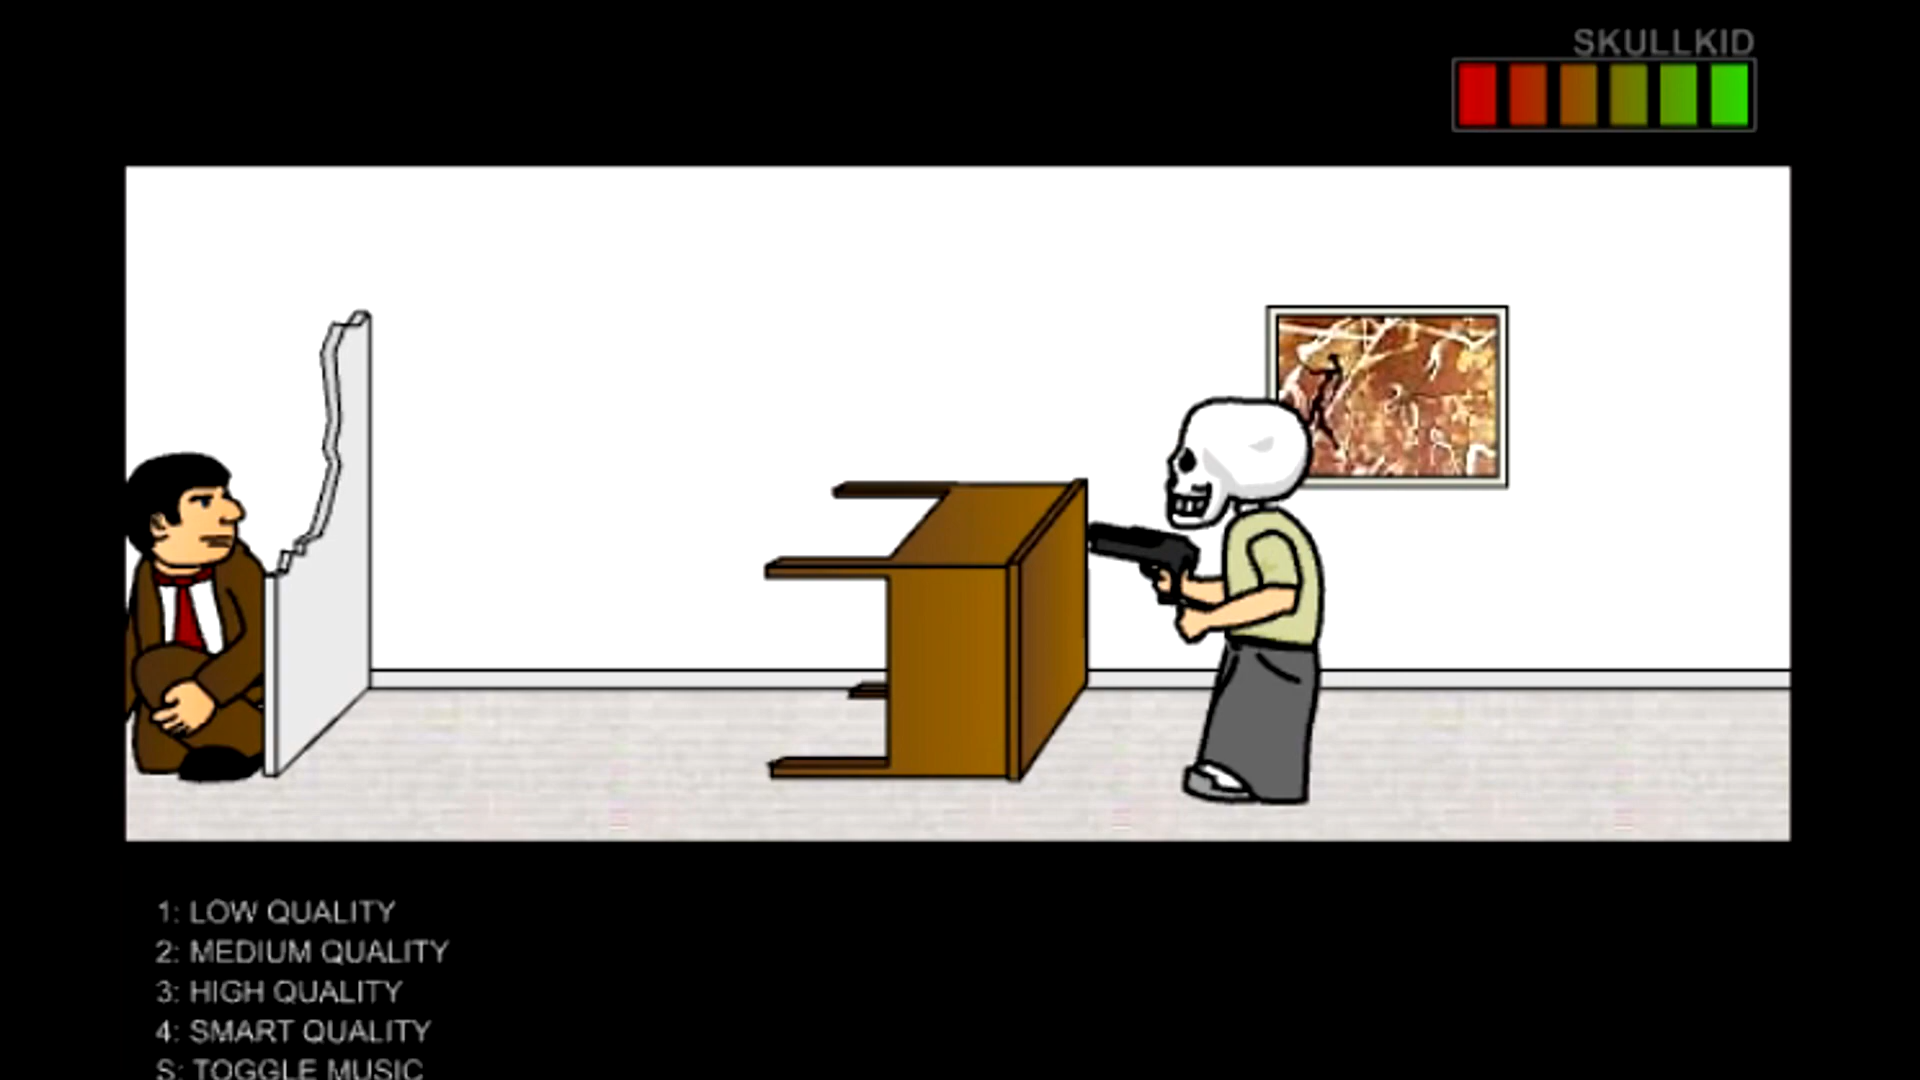 SKULLKID
1: LOW QUALITY
2: MEDIUM QUALITY
3: HIGH QUALITY
4: SMART QUALITY
S: TOGGLE MUSIC